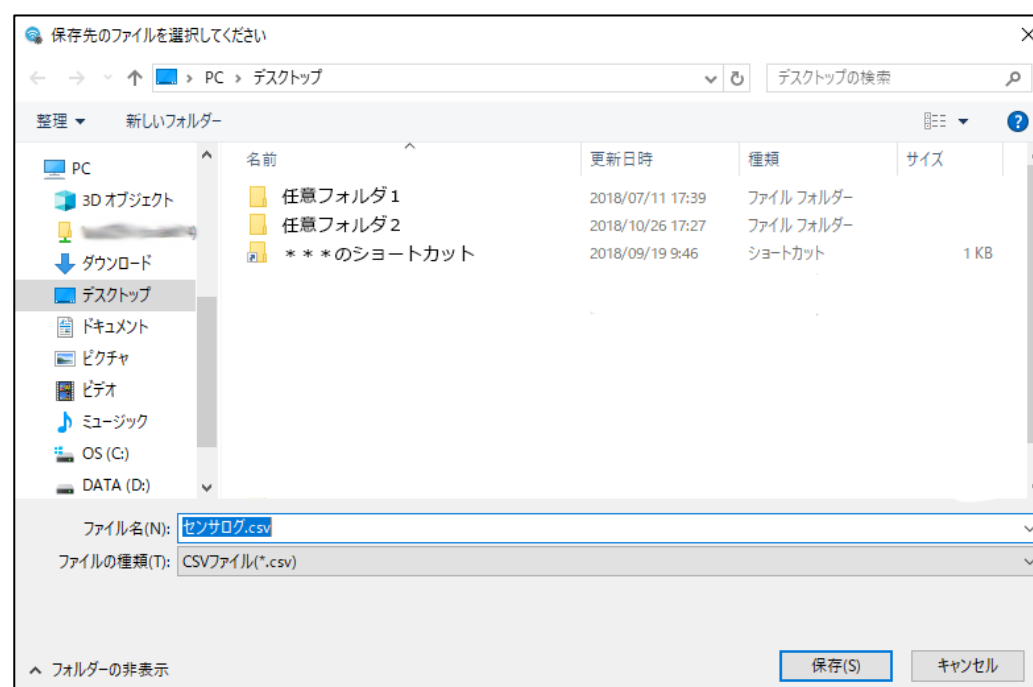 保存先のファイルを選択してください
PC > デスクトップ
デスクトップの検索
整理
新しいフォルダー
名前 更新日時 種類 サイズ
PC
3D オブジェクト
ダウンロード
デスクトップ
ドキュメント
ピクチャ
ビデオ
ミュージック
OS (C:)
DATA (D:)
任意フォルダ1 2018/07/11 17:39 ファイル フォルダー
任意フォルダ2 2018/10/26 17:27 ファイル フォルダー
***のショートカット 2018/09/19 9:46 ショートカット 1 KB
ファイル名(N): センサログ.csv
ファイルの種類(T): CSVファイル(*.csv)
フォルダーの非表示
保存(S)
キャンセル